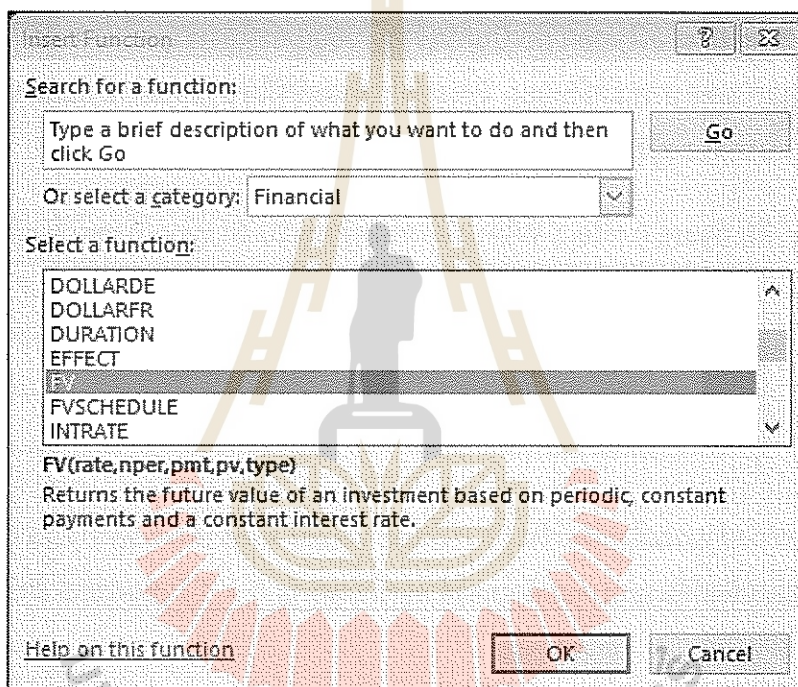 Insert Function
Search for a function:
Type a brief description of what you want to do and then
click Go
Go
Or select a category: Financial
Select a function:
DOLLARDE
DOLLARFR
DURATION
EFFECT
FV
FVSCHEDULE
INTRATE
FV(rate,nper,pmt,pv,type)
Returns the future value of an investment based on periodic, constant
payments and a constant interest rate.
Help on this function
OK
Cancel